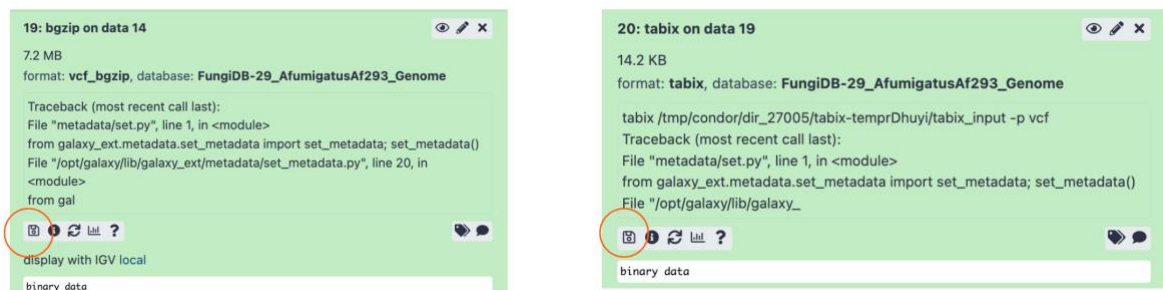 19: bgzip on data 14
7.2 MB
format: vcf_bgzip, database: FungiDB-29_AfumigatusAf293_Genome
Traceback (most recent call last):
File "metadata/set.py", line 1, in <module>
from galaxy_ext.metadata.set_metadata import set_metadata; set_metadata()
File "/opt/galaxy/lib/galaxy_ext/metadata/set_metadata.py", line 20, in
<module>
from gal
display with IGV local
binary data
20: tabix on data 19
14.2 KB
format: tabix, database: FungiDB-29_AfumigatusAf293_Genome
tabix /tmp/condor/dir_27005/tabix-temprDhuyi/tabix_input -p vcf
Traceback (most recent call last):
File "metadata/set.py", line 1, in <module>
from galaxy_ext.metadata.set_metadata import set_metadata; set_metadata()
File "/opt/galaxy/lib/galaxy_
binary data